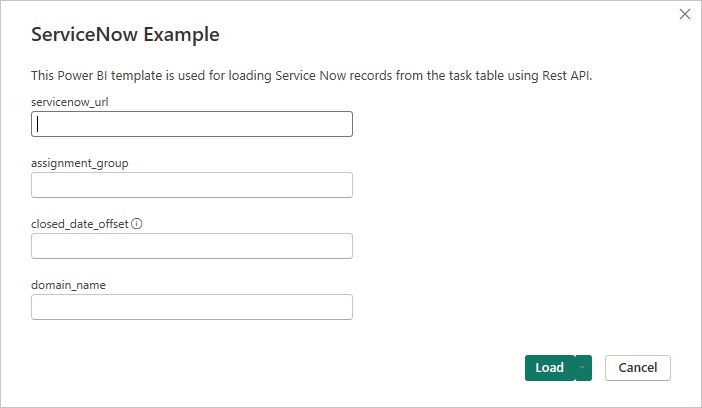 ServiceNow Example
This Power BI template is used for loading Service Now records from the task table using Rest API.
servicenow_url
assignment_group
closed_date_offset
domain_name
Load
Cancel